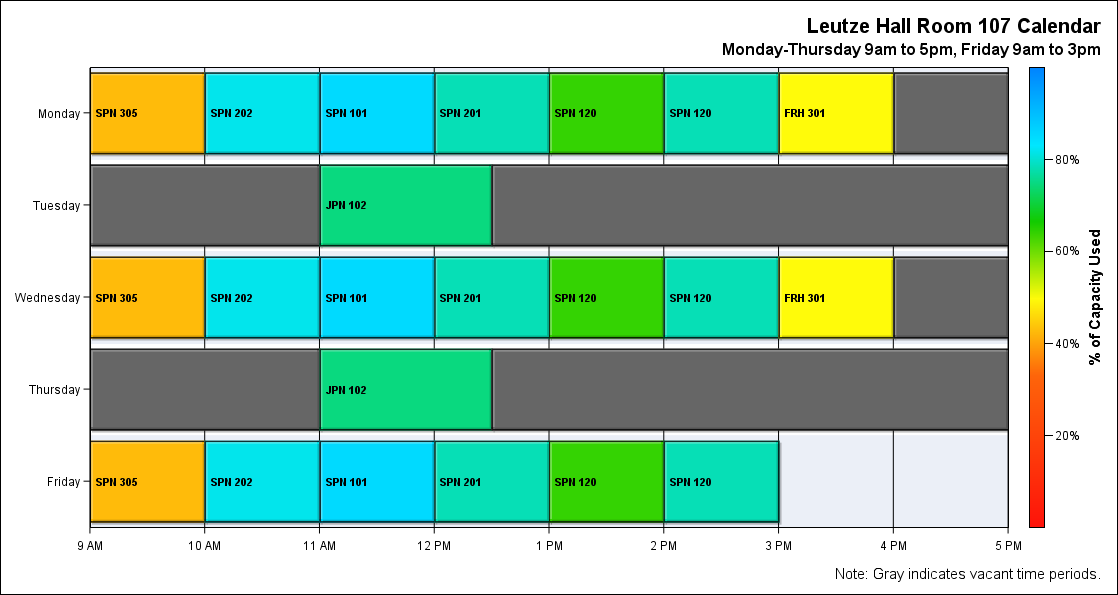 Leutze Hall Room 107 Calendar
Monday-Thursday 9am to 5pm, Friday 9am to 3pm
Monday
SPN 305 SPN 202 SPN 101 SPN 201 SPN 120 SPN 120 FRH 301
Tuesday
JPN 102
Wednesday
SPN 305 SPN 202 SPN 101 SPN 201 SPN 120 SPN 120 FRH 301
Thursday
JPN 102
Friday
SPN 305 SPN 202 SPN 101 SPN 201 SPN 120 SPN 120
9 AM 10 AM 11 AM 12 PM 1 PM 2 PM 3 PM 4 PM 5 PM
80%
60%
40%
20%
% of Capacity Used
Note: Gray indicates vacant time periods.